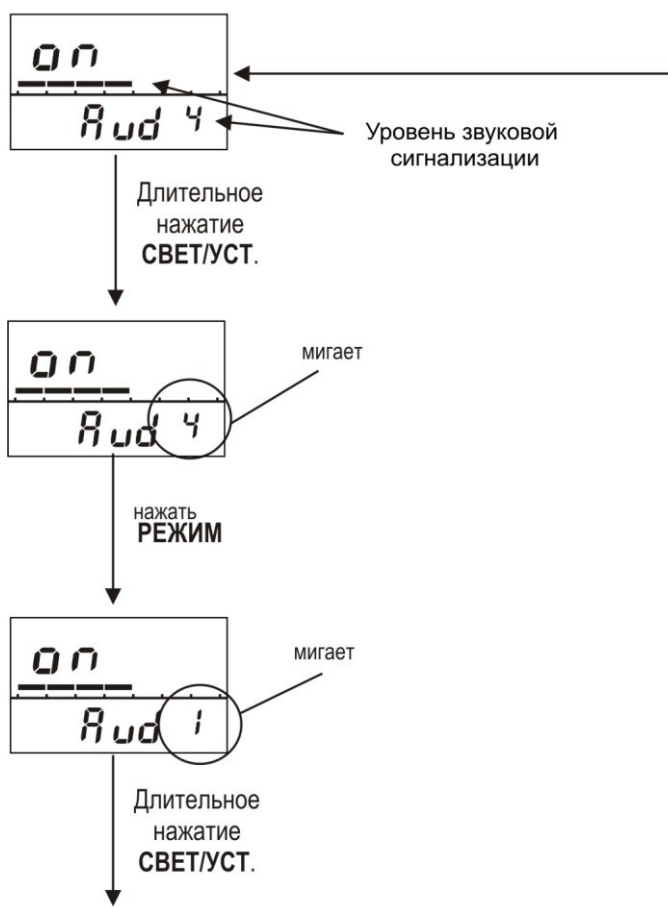 on
Aud 4
Уровень звуковой
сигнализации
Длительное
нажатие
СВЕТ/УСТ.
on
мигает
Aud 4
нажать
РЕЖИМ
on
мигает
Aud 1
Длительное
нажатие
СВЕТ/УСТ.